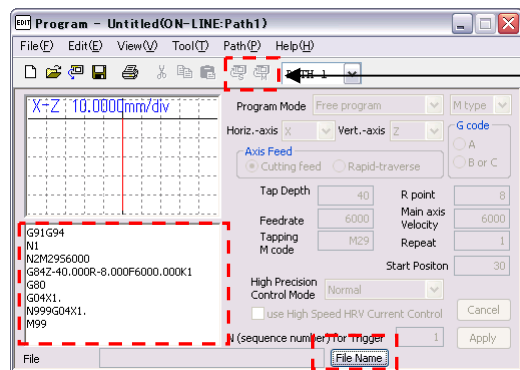 EDIT Program - Untitled(ON-LINE:Path1)
File(F) Edit(E) View(V) Tool(T) Path(P) Help(H)
PATH 1
X-Z 10.0000mm/div
Program Mode Free program M type
Horiz.-axis X Vert.-axis Z
G code
A
B or C
Axis Feed
Cutting feed Rapid-traverse
Tap Depth 40 R point 8
Feedrate 6000 Main axis Velocity 6000
Tapping M code M29 Repeat 1
Start Positon 30
High Precision Control Mode Normal
use High Speed HRV Current Control Cancel
N (sequence number) for Trigger 1 Apply
G91G94
N1
N2M29S6000
G84Z-40.000R-8.000F6000.000K1
G80
G04X1.
N999G04X1.
M99
File File Name